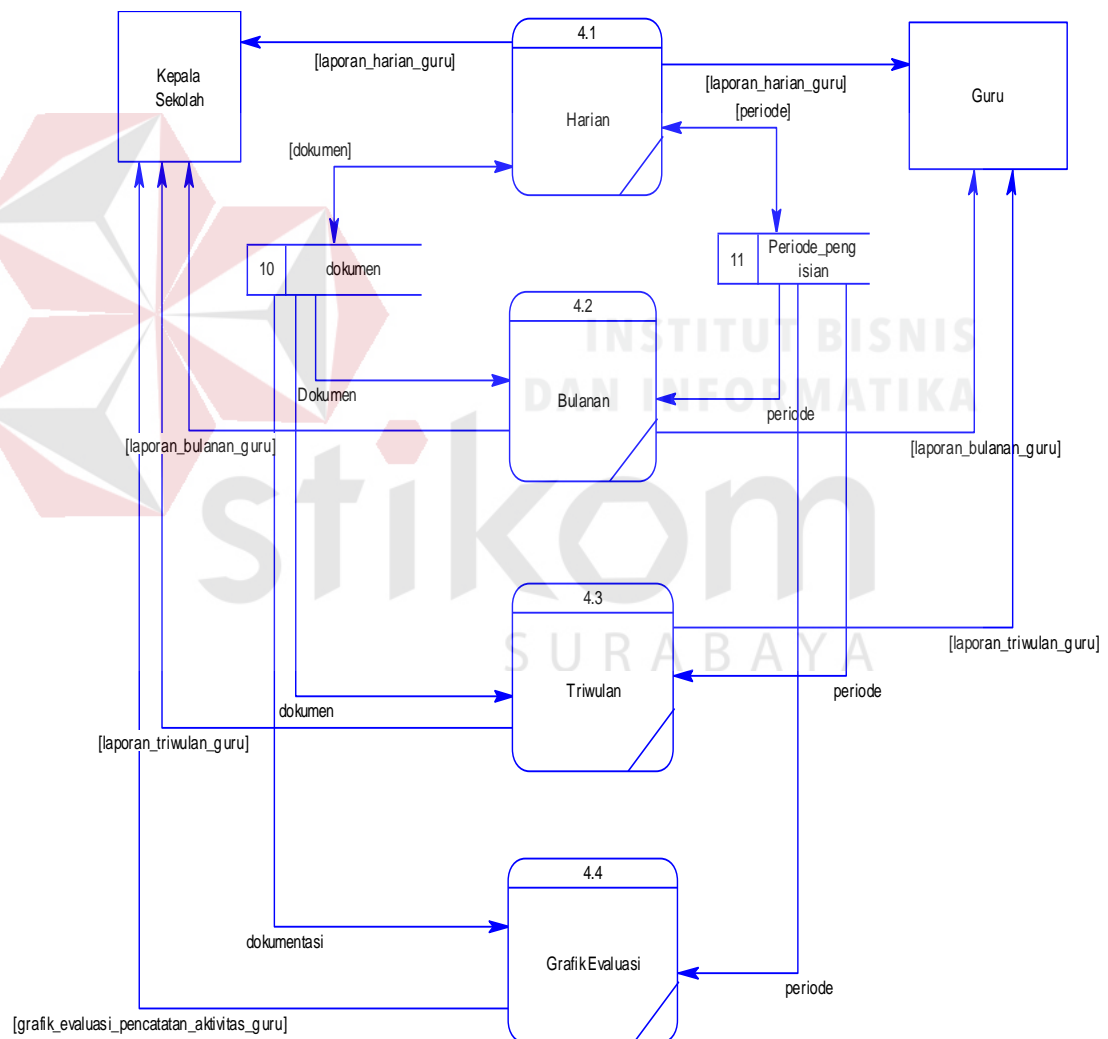 4.1
Kepala
Sekolah
[laporan_harian_guru]
[laporan_harian_guru]
Guru
[periode]
Harian
[dokumen]
10
dokumen
11
Periode_peng
isian
4.2
INSTITUT BISNIS
DAN INFORMATIKA
Dokumen
Bulanan
periode
[laporan_bulanan_guru]
[laporan_bulanan_guru]
stikom
SURABAYA
4.3
[laporan_triwulan_guru]
Triwulan
periode
dokumen
[laporan_triwulan_guru]
4.4
dokumentasi
Grafik Evaluasi
periode
[grafik_evaluasi_pencatatan_aktivitas_guru]